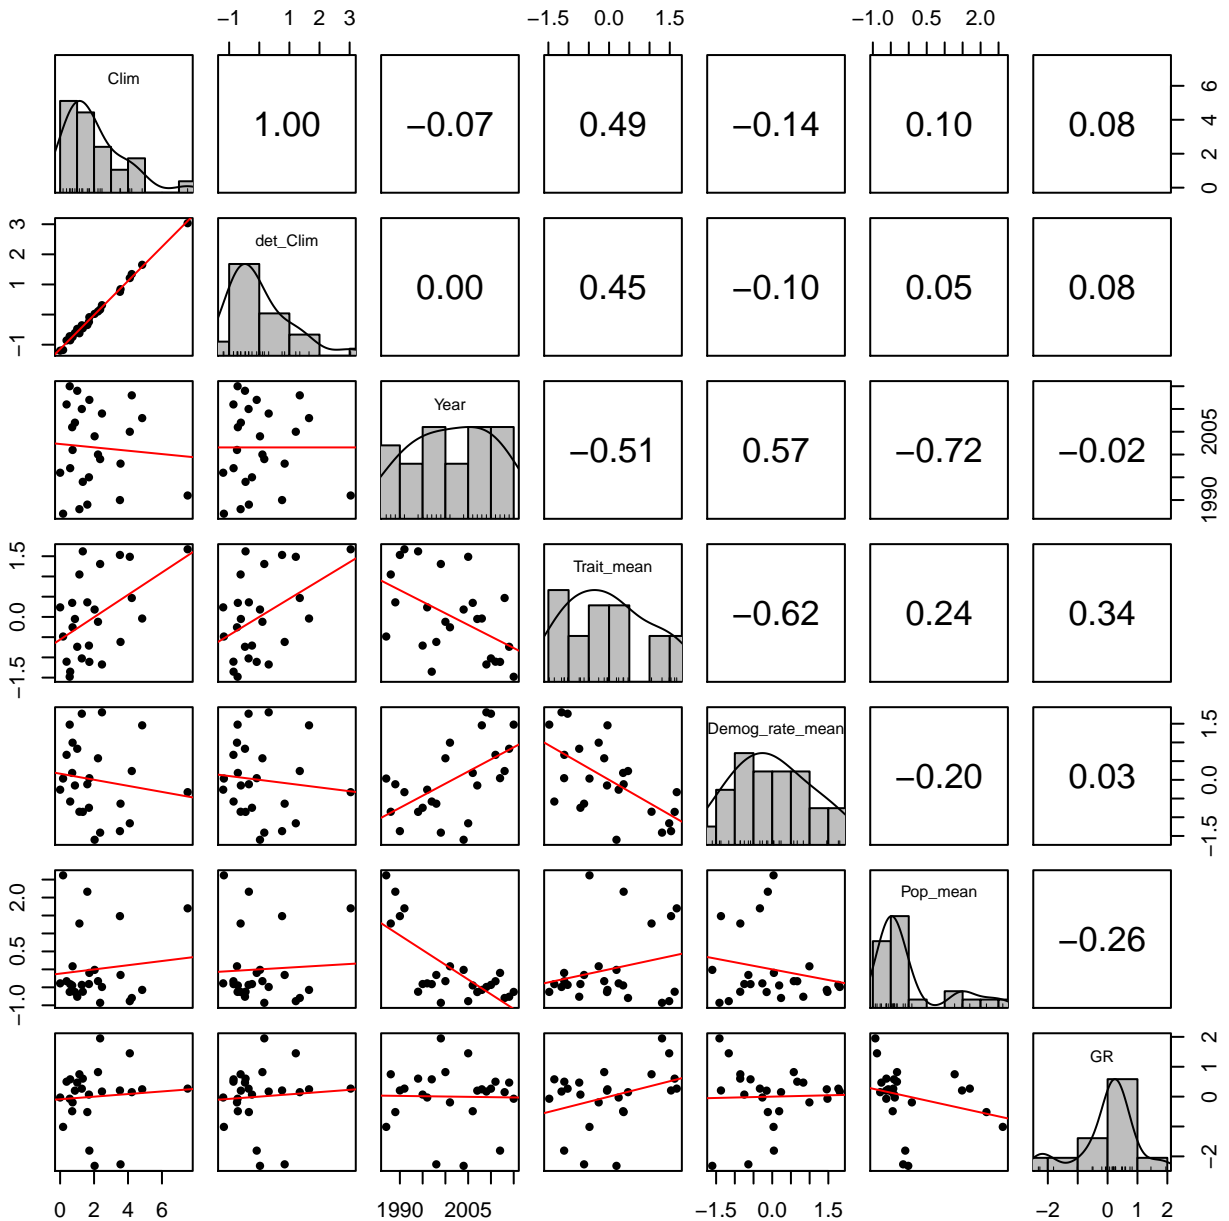 −1 1 2 3 −1.5 0.0 1.5 −1.0 0.5 2.0
Clim 1.00 −0.07 0.49 −0.14 0.10 0.08 0 2 4 6
−1 1 2 3 det_Clim 0.00 0.45 −0.10 0.05 0.08
Year −0.51 0.57 −0.72 −0.02 1990 2005
−1.5 0.0 1.5 Trait_mean −0.62 0.24 0.34
Demog_rate_mean −0.20 0.03 −1.5 0.0 1.5
−1.0 0.5 2.0 Pop_mean −0.26
GR −2 0 1 2
0 2 4 6 1990 2005 −1.5 0.0 1.5 −2 0 1 2